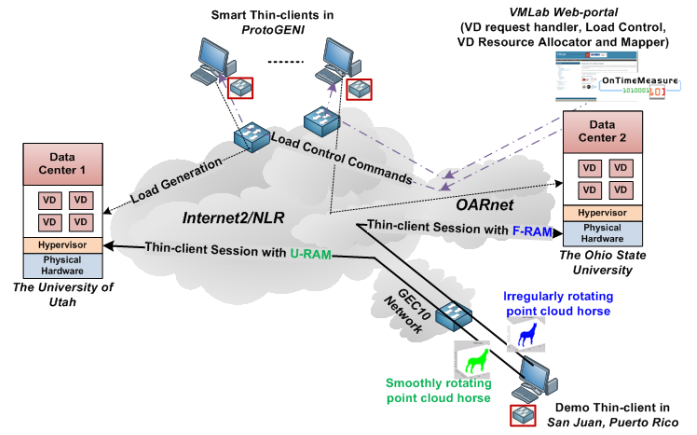 Smart Thin-clients in
ProtoGENI
VMLab Web-portal
(VD request handler, Load Control,
VD Resource Allocator and Mapper)
OnTimeMeasure
Data
Center 1
VD VD
VD VD
Hypervisor
Physical
Hardware
The University of
Utah
Load Generation
Load Control Commands
Internet2/NLR
OARnet
Thin-client Session with F-RAM
Thin-client Session with U-RAM
Data
Center 2
VD VD
VD VD
Hypervisor
Physical
Hardware
The Ohio State
University
GEC10
Network
Irregularly rotating
point cloud horse
Smoothly rotating
point cloud horse
Demo Thin-client in
San Juan, Puerto Rico